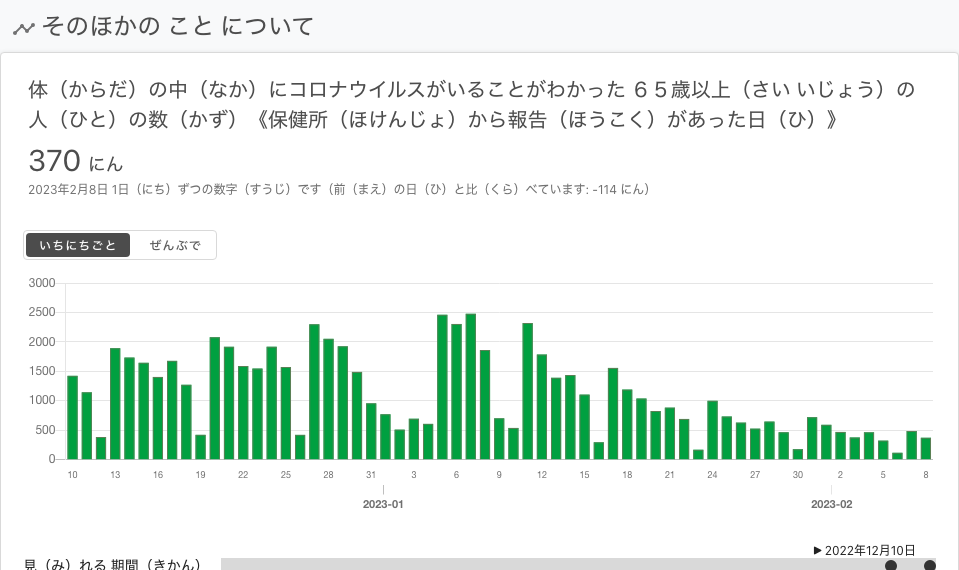 そのほかの こと について
体（からだ）の中（なか）にコロナウイルスがいることがわかった ６５歳以上（さい いじょう）の
人（ひと）の数（かず）《保健所（ほけんじょ）から報告（ほうこく）があった日（ひ）》
370 にん
2023年2月8日 1日（にち）ずつの数字（すうじ）です（前（まえ）の日（ひ）と比（くら）べています: -114 にん）
いちにちごと ぜんぶで
3000
2500
2000
1500
1000
500
0
10 13 16 19 22 25 28 31 3 6 9 12 15 18 21 24 27 30 2 5 8
2023-01 2023-02
▶ 2022年12月10日
見（み）れる 期間（きかん）